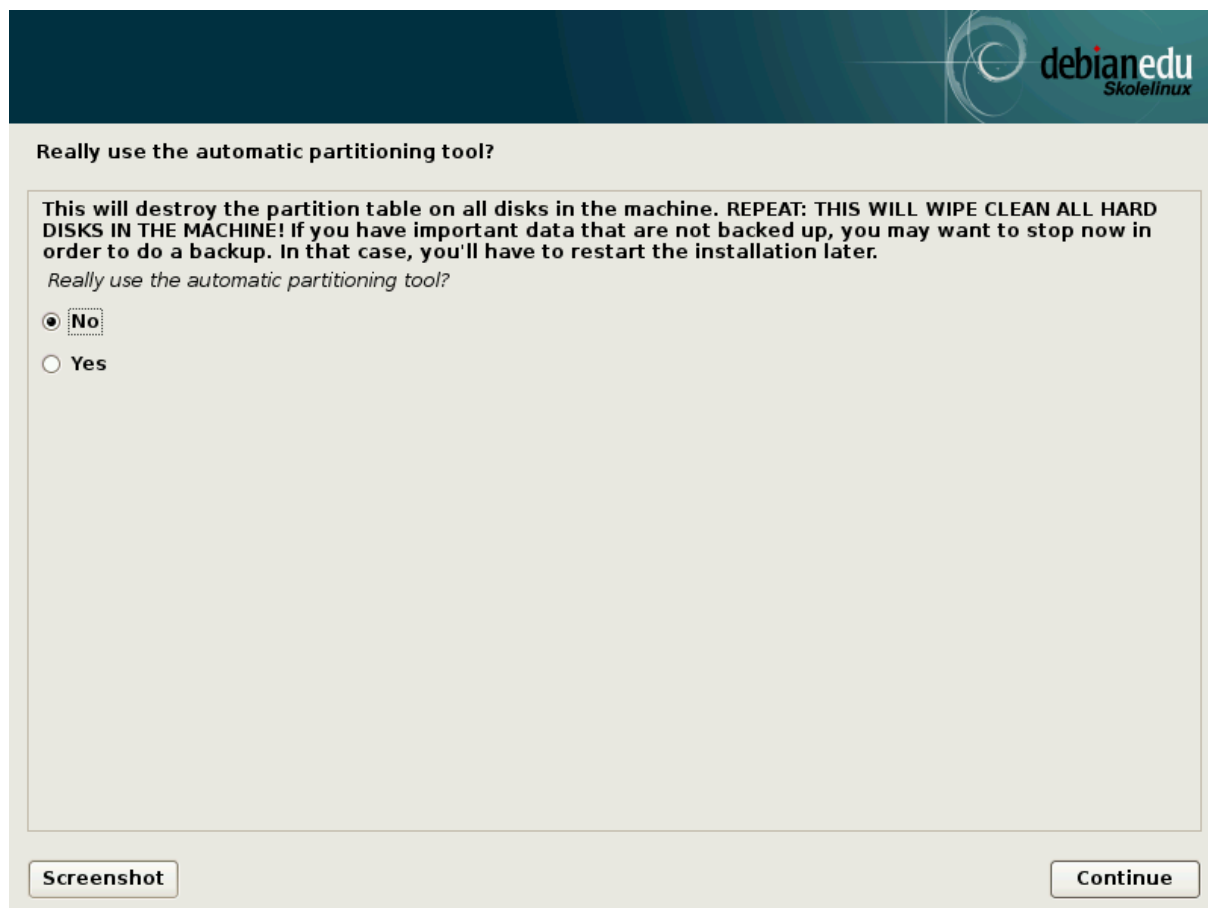 debianedu
Skolelinux
Really use the automatic partitioning tool?
This will destroy the partition table on all disks in the machine. REPEAT: THIS WILL WIPE CLEAN ALL HARD
DISKS IN THE MACHINE! If you have important data that are not backed up, you may want to stop now in
order to do a backup. In that case, you'll have to restart the installation later.
Really use the automatic partitioning tool?
No
Yes
Screenshot
Continue